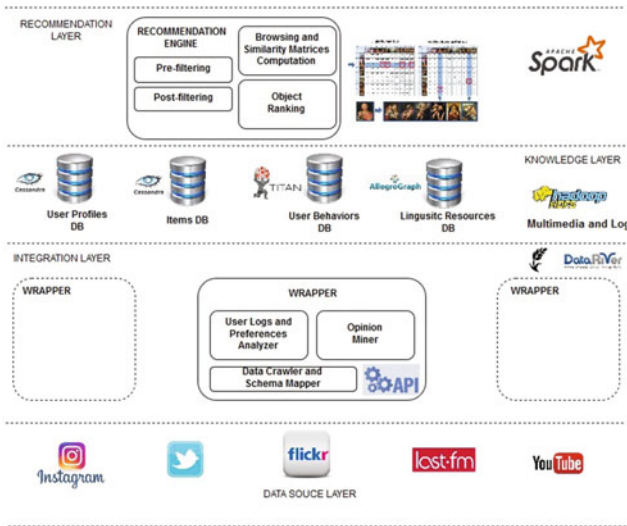 RECOMMENDATION
LAYER
RECOMMENDATION
ENGINE
Pre-filtering
Post-filtering
Browsing and
Similarity Matrices
Computation
Object
Ranking
APACHE
Spark
KNOWLEDGE LAYER
Cassandra
User Profiles
DB
Cassandra
Items DB
TITAN
User Behaviors
DB
AllegroGraph
Lingusitc Resources
DB
hadoop
HDFS
Multimedia and Log
INTEGRATION LAYER
DataRiVer
WRAPPER
WRAPPER
User Logs and
Preferences
Analyzer
Opinion
Miner
Data Crawler and
Schema Mapper
API
WRAPPER
Instagram
flickr
last.fm
YouTube
DATA SOUCE LAYER